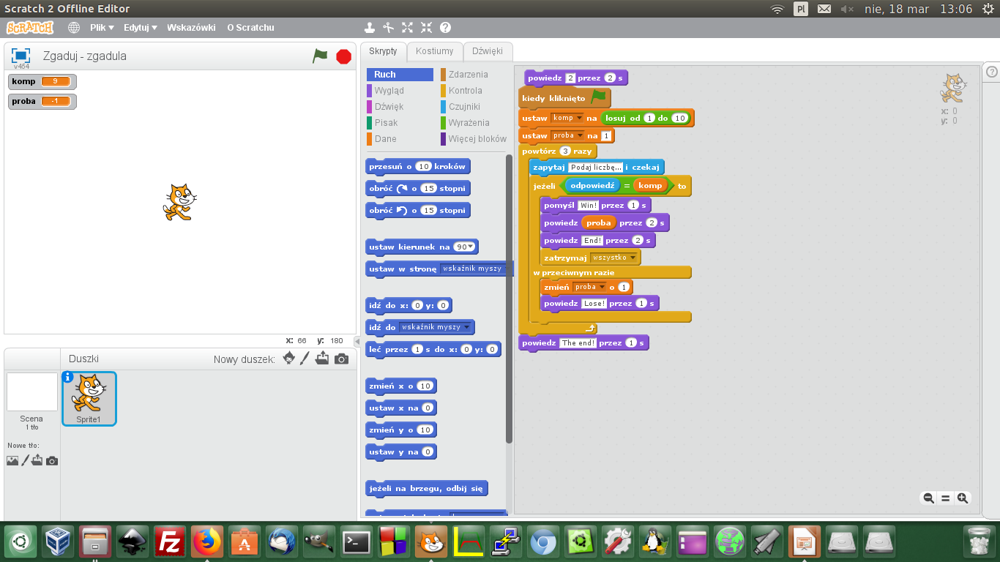 Scratch 2 Offline Editor
Pl
nie, 18 mar 13:06
SCRATCH
Plik
Edytuj
Wskazówki
O Scratchu
v454
Zgaduj - zgadula
komp 9
proba -1
x: 66 y: 180
Duszki
Nowy duszek:
Scena
1 tło
Nowe tło:
Sprite1
Skrypty
Kostiumy
Dźwięki
Ruch
Wygląd
Dźwięk
Pisak
Dane
Zdarzenia
Kontrola
Czujniki
Wyrażenia
Więcej bloków
przesuń o 10 kroków
obróć o 15 stopni
obróć o 15 stopni
ustaw kierunek na 90
ustaw w stronę wskaźnik myszy
idź do x: 0 y: 0
idź do wskaźnik myszy
leć przez 1 s do x: 0 y: 0
zmień x o 10
ustaw x na 0
zmień y o 10
ustaw y na 0
jeżeli na brzegu, odbij się
powiedz 2 przez 2 s
kiedy kliknięto
ustaw komp na losuj od 1 do 10
ustaw proba na 1
powtórz 3 razy
zapytaj Podaj liczbę... i czekaj
jeżeli odpowiedź = komp to
pomyśl Win! przez 1 s
powiedz proba przez 2 s
powiedz End! przez 2 s
zatrzymaj wszystko
w przeciwnym razie
zmień proba o 1
powiedz Lose! przez 1 s
powiedz The end! przez 1 s
x: 0
y: 0
?
Fz
A
>_